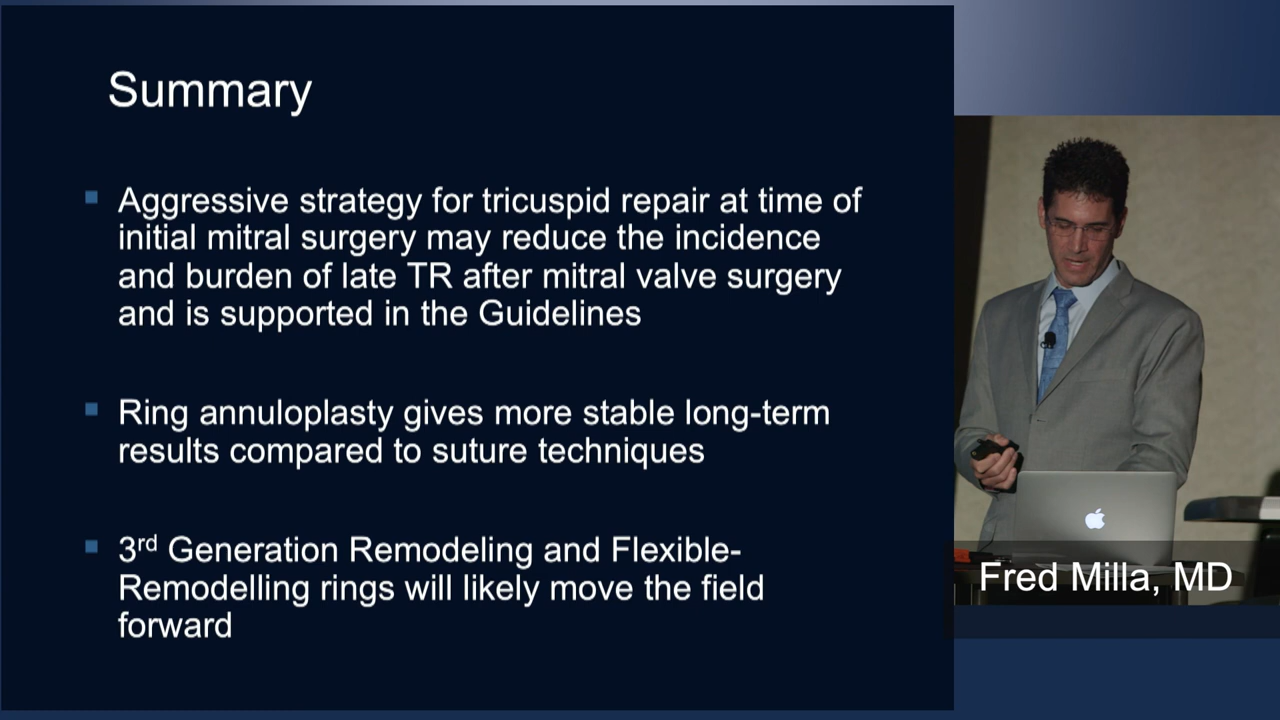 Summary
Aggressive strategy for tricuspid repair at time of
initial mitral surgery may reduce the incidence
and burden of late TR after mitral valve surgery
and is supported in the Guidelines
Ring annuloplasty gives more stable long-term
results compared to suture techniques
3rd Generation Remodeling and Flexible-
Remodelling rings will likely move the field
forward
Fred Milla, MD